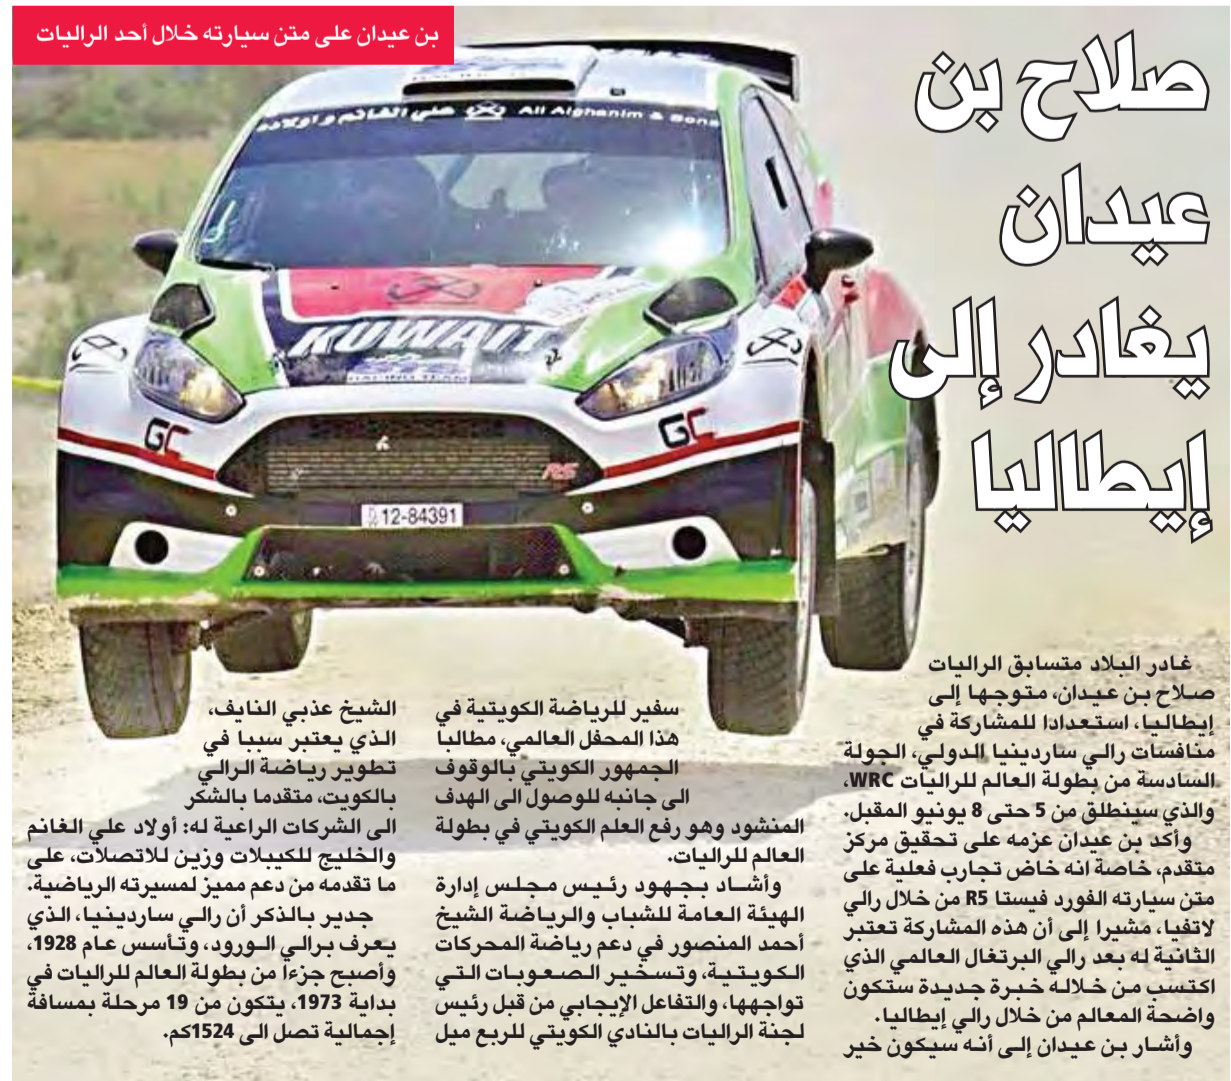 بن عيدان على متن سيارته خلال أحد الراليات
صلاح بن
عيدان
يغادر إلى
إيطاليا
علي الغانم و اولاده Ali Alghanim & Sons
KUWAIT
RACING TEAM
GC
GC
RS
12-84391
غادر البلاد متسابق الراليات
صلاح بن عيدان، متوجها إلى
إيطاليا، استعدادا للمشاركة في
منافسات رالي ساردينيا الدولي، الجولة
السادسة من بطولة العالم للراليات WRC،
والذي سينطلق من 5 حتى 8 يونيو المقبل.
وأكد بن عيدان عزمه على تحقيق مركز
متقدم، خاصة انه خاض تجارب فعلية على
متن سيارته الفورد فيستا R5 من خلال رالي
لاتفيا، مشيرا إلى أن هذه المشاركة تعتبر
الثانية له بعد رالي البرتغال العالمي الذي
اكتسب من خلاله خبرة جديدة ستكون
واضحة المعالم من خلال رالي إيطاليا.
وأشار بن عيدان إلى أنه سيكون خير
سفير للرياضة الكويتية في
هذا المحفل العالمي، مطالبا
الجمهور الكويتي بالوقوف
الى جانبه للوصول الى الهدف
المنشود وهو رفع العلم الكويتي في بطولة
العالم للراليات.
وأشاد بجهود رئيس مجلس إدارة
الهيئة العامة للشباب والرياضة الشيخ
أحمد المنصور في دعم رياضة المحركات
الكويتية، وتسخير الصعوبات التي
تواجهها، والتفاعل الإيجابي من قبل رئيس
لجنة الراليات بالنادي الكويتي للربع ميل
الشيخ عذبي النايف،
الذي يعتبر سببا في
تطوير رياضة الرالي
بالكويت، متقدما بالشكر
الى الشركات الراعية له: أولاد علي الغانم
والخليج للكيبلات وزين للاتصلات، على
ما تقدمه من دعم مميز لمسيرته الرياضية.
جدير بالذكر أن رالي ساردينيا، الذي
يعرف برالي الورود، وتأسس عام 1928،
وأصبح جزءا من بطولة العالم للراليات في
بداية 1973، يتكون من 19 مرحلة بمسافة
إجمالية تصل الى 1524كم.